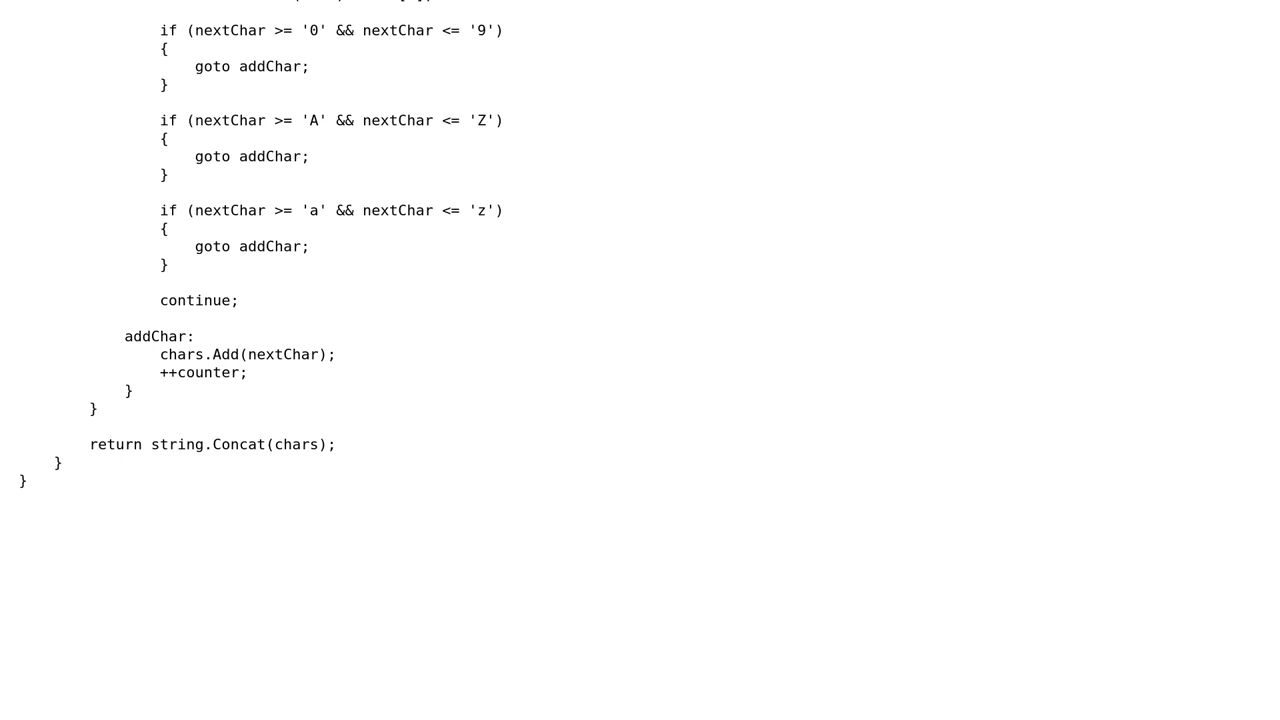 if (nextChar >= '0' && nextChar <= '9')
{
goto addChar;
}
if (nextChar >= 'A' && nextChar <= 'Z')
{
goto addChar;
}
if (nextChar >= 'a' && nextChar <= 'z')
{
goto addChar;
}
continue;
addChar:
chars.Add(nextChar);
++counter;
}
}
return string.Concat(chars);
}
}